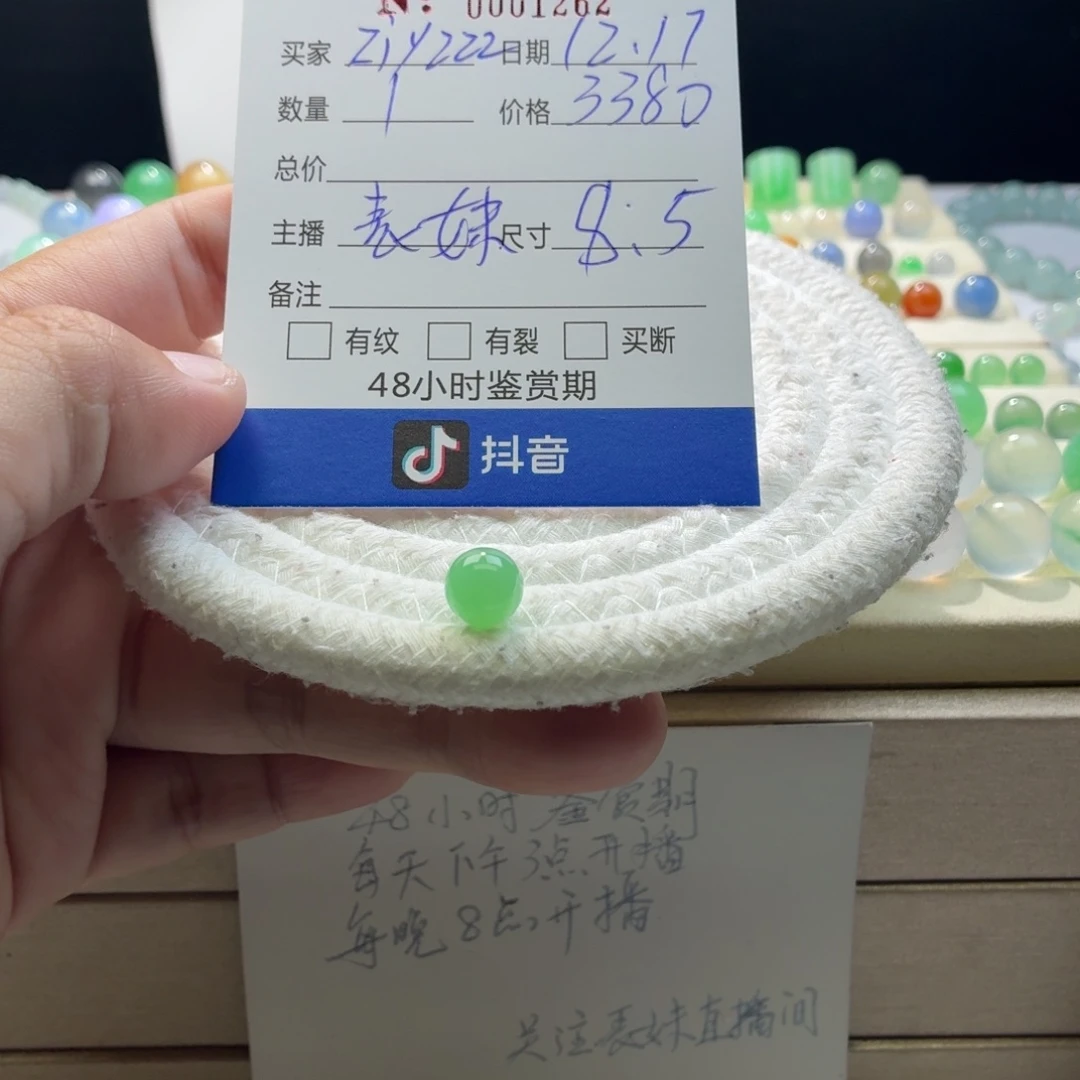 N: 0001262
买家 ziy222 日期 12.17
数量 1 价格 3380
总价
主播 表妹 尺寸 8.5
备注
有纹 有裂 买断
48小时鉴赏期
抖音
48小时鉴赏期
每天下午3点开播
每晚8点开播
关注表妹直播间